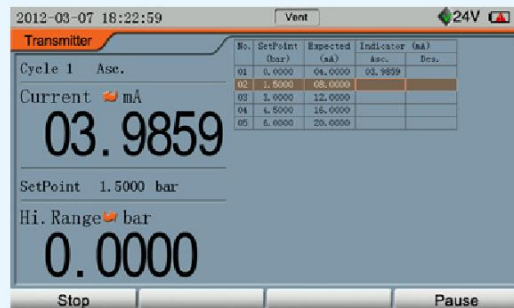 2012-03-07 18:22:59 Vent 24V
Transmitter
Cycle 1 Asc.
Current mA
03.9859
SetPoint 1.5000 bar
Hi. Range bar
0.0000
No. SetPoint Expected Indicator (mA)
(bar) (mA) Asc. Des.
01 0.0000 04.0000 03.9859
02 1.5000 08.0000
03 3.0000 12.0000
04 4.5000 16.0000
05 6.0000 20.0000
Stop Pause